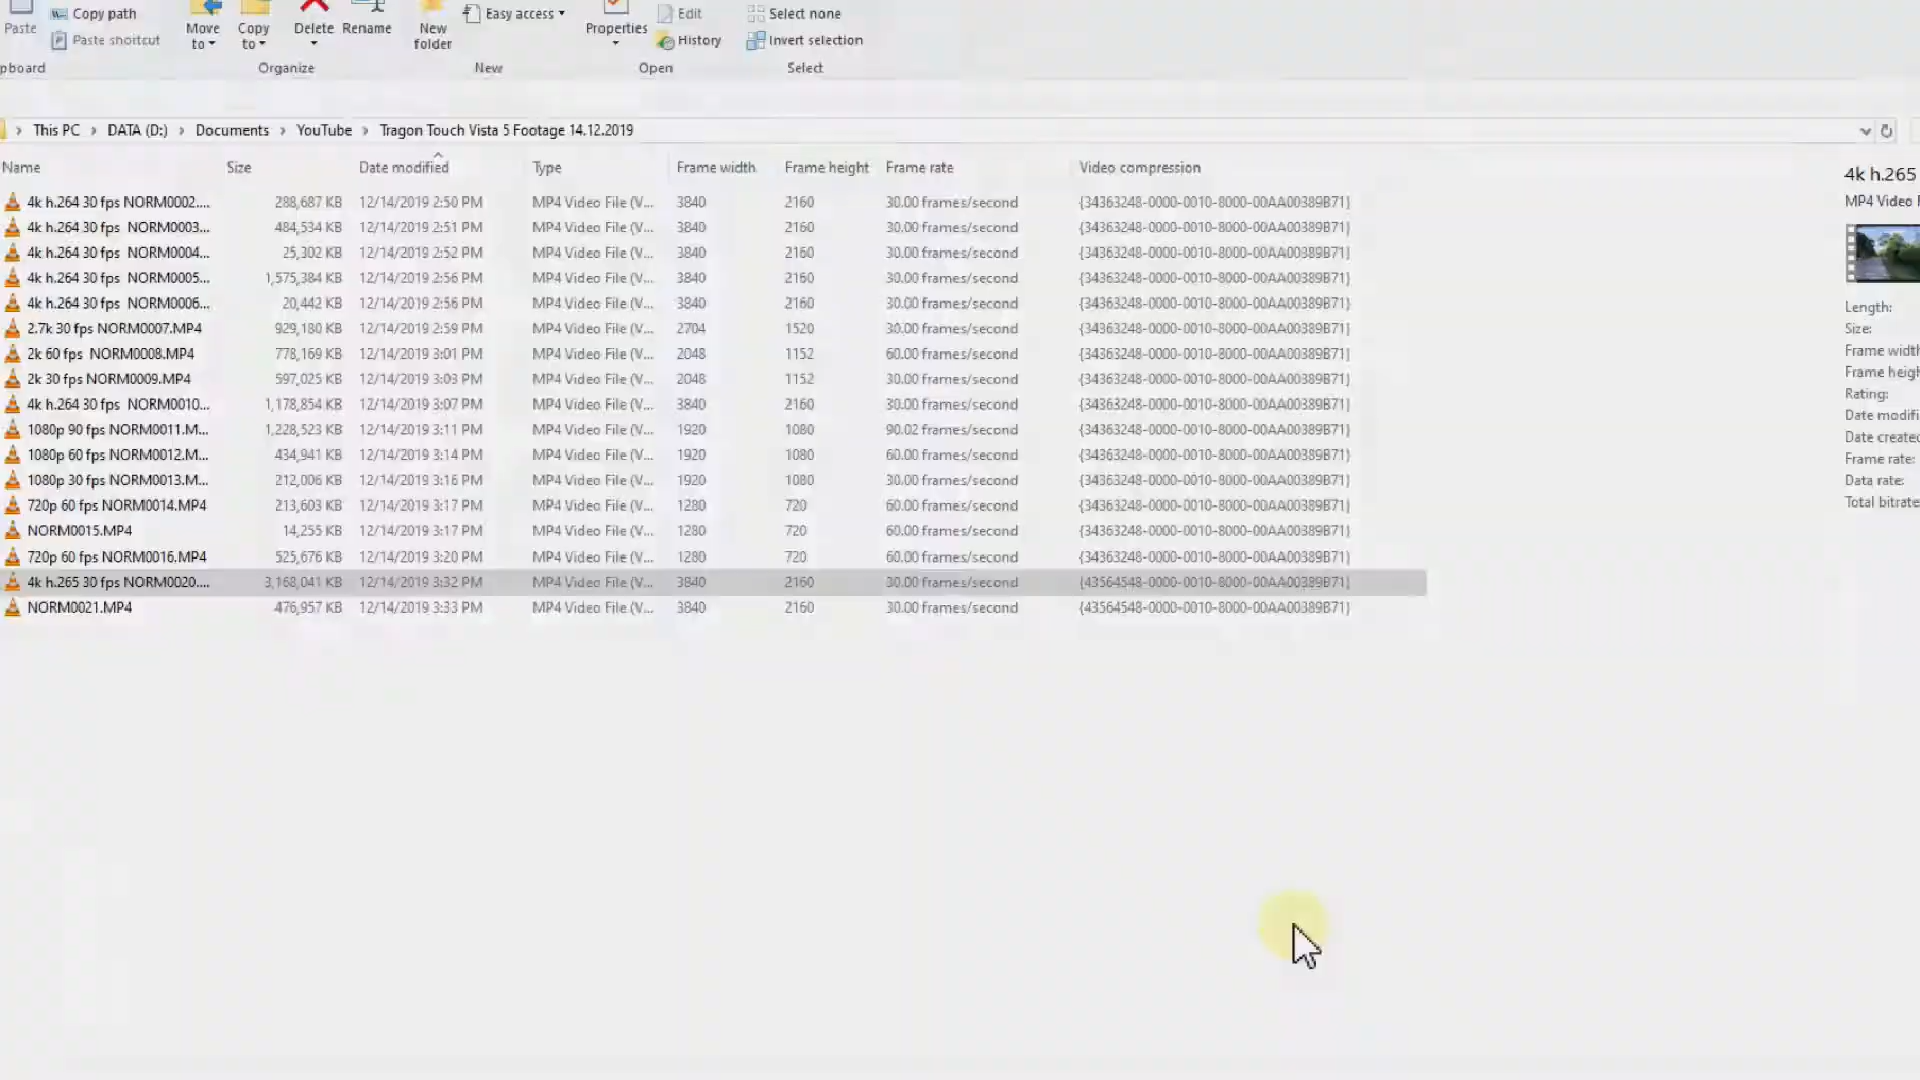 Paste
Copy path
Paste shortcut
Move to
Copy to
Delete
Rename
New folder
Easy access
Properties
Edit
History
Select none
Invert selection
pboard
Organize
New
Open
Select
This PC > DATA (D:) > Documents > YouTube > Tragon Touch Vista 5 Footage 14.12.2019
Name Size Date modified Type Frame width Frame height Frame rate Video compression
4k h.264 30 fps NORM0002.... 288,687 KB 12/14/2019 2:50 PM MP4 Video File (V... 3840 2160 30.00 frames/second {34363248-0000-0010-8000-00AA00389B71}
4k h.264 30 fps NORM0003... 484,534 KB 12/14/2019 2:51 PM MP4 Video File (V... 3840 2160 30.00 frames/second {34363248-0000-0010-8000-00AA00389B71}
4k h.264 30 fps NORM0004... 25,302 KB 12/14/2019 2:52 PM MP4 Video File (V... 3840 2160 30.00 frames/second {34363248-0000-0010-8000-00AA00389B71}
4k h.264 30 fps NORM0005... 1,575,384 KB 12/14/2019 2:56 PM MP4 Video File (V... 3840 2160 30.00 frames/second {34363248-0000-0010-8000-00AA00389B71}
4k h.264 30 fps NORM0006... 20,442 KB 12/14/2019 2:56 PM MP4 Video File (V... 3840 2160 30.00 frames/second {34363248-0000-0010-8000-00AA00389B71}
2.7k 30 fps NORM0007.MP4 929,180 KB 12/14/2019 2:59 PM MP4 Video File (V... 2704 1520 30.00 frames/second {34363248-0000-0010-8000-00AA00389B71}
2k 60 fps NORM0008.MP4 778,169 KB 12/14/2019 3:01 PM MP4 Video File (V... 2048 1152 60.00 frames/second {34363248-0000-0010-8000-00AA00389B71}
2k 30 fps NORM0009.MP4 597,025 KB 12/14/2019 3:03 PM MP4 Video File (V... 2048 1152 30.00 frames/second {34363248-0000-0010-8000-00AA00389B71}
4k h.264 30 fps NORM0010... 1,178,854 KB 12/14/2019 3:07 PM MP4 Video File (V... 3840 2160 30.00 frames/second {34363248-0000-0010-8000-00AA00389B71}
1080p 90 fps NORM0011.M... 1,228,523 KB 12/14/2019 3:11 PM MP4 Video File (V... 1920 1080 90.02 frames/second {34363248-0000-0010-8000-00AA00389B71}
1080p 60 fps NORM0012.M... 434,941 KB 12/14/2019 3:14 PM MP4 Video File (V... 1920 1080 60.00 frames/second {34363248-0000-0010-8000-00AA00389B71}
1080p 30 fps NORM0013.M... 212,006 KB 12/14/2019 3:16 PM MP4 Video File (V... 1920 1080 30.00 frames/second {34363248-0000-0010-8000-00AA00389B71}
720p 60 fps NORM0014.MP4 213,603 KB 12/14/2019 3:17 PM MP4 Video File (V... 1280 720 60.00 frames/second {34363248-0000-0010-8000-00AA00389B71}
NORM0015.MP4 14,255 KB 12/14/2019 3:17 PM MP4 Video File (V... 1280 720 60.00 frames/second {34363248-0000-0010-8000-00AA00389B71}
720p 60 fps NORM0016.MP4 525,676 KB 12/14/2019 3:20 PM MP4 Video File (V... 1280 720 60.00 frames/second {34363248-0000-0010-8000-00AA00389B71}
4k h.265 30 fps NORM0020.... 3,168,041 KB 12/14/2019 3:32 PM MP4 Video File (V... 3840 2160 30.00 frames/second {43564548-0000-0010-8000-00AA00389B71}
NORM0021.MP4 476,957 KB 12/14/2019 3:33 PM MP4 Video File (V... 3840 2160 30.00 frames/second {43564548-0000-0010-8000-00AA00389B71}
4k h.265
MP4 Video F
Length:
Size:
Frame width
Frame heigh
Rating:
Date modifi
Date created
Frame rate:
Data rate:
Total bitrate